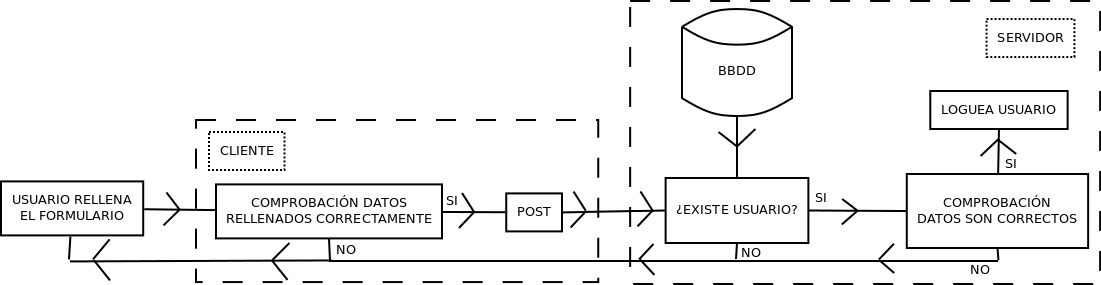 SERVIDOR
BBDD
LOGUEA USUARIO
CLIENTE
SI
USUARIO RELLENA
EL FORMULARIO
COMPROBACIÓN DATOS
RELLENADOS CORRECTAMENTE
SI
POST
¿EXISTE USUARIO?
SI
COMPROBACIÓN
DATOS SON CORRECTOS
NO
NO
NO